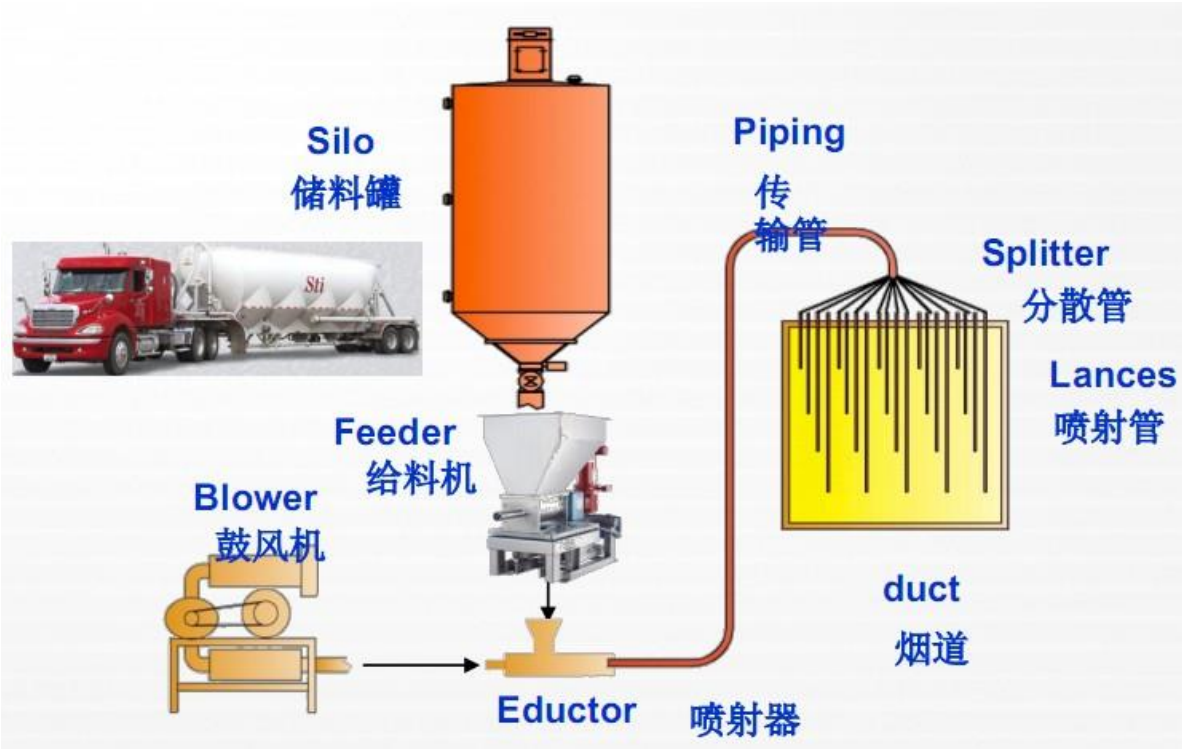 Silo
储料罐
Piping
传
输管
Splitter
分散管
Sti
Lances
喷射管
Feeder
给料机
Blower
鼓风机
duct
烟道
Eductor
喷射器